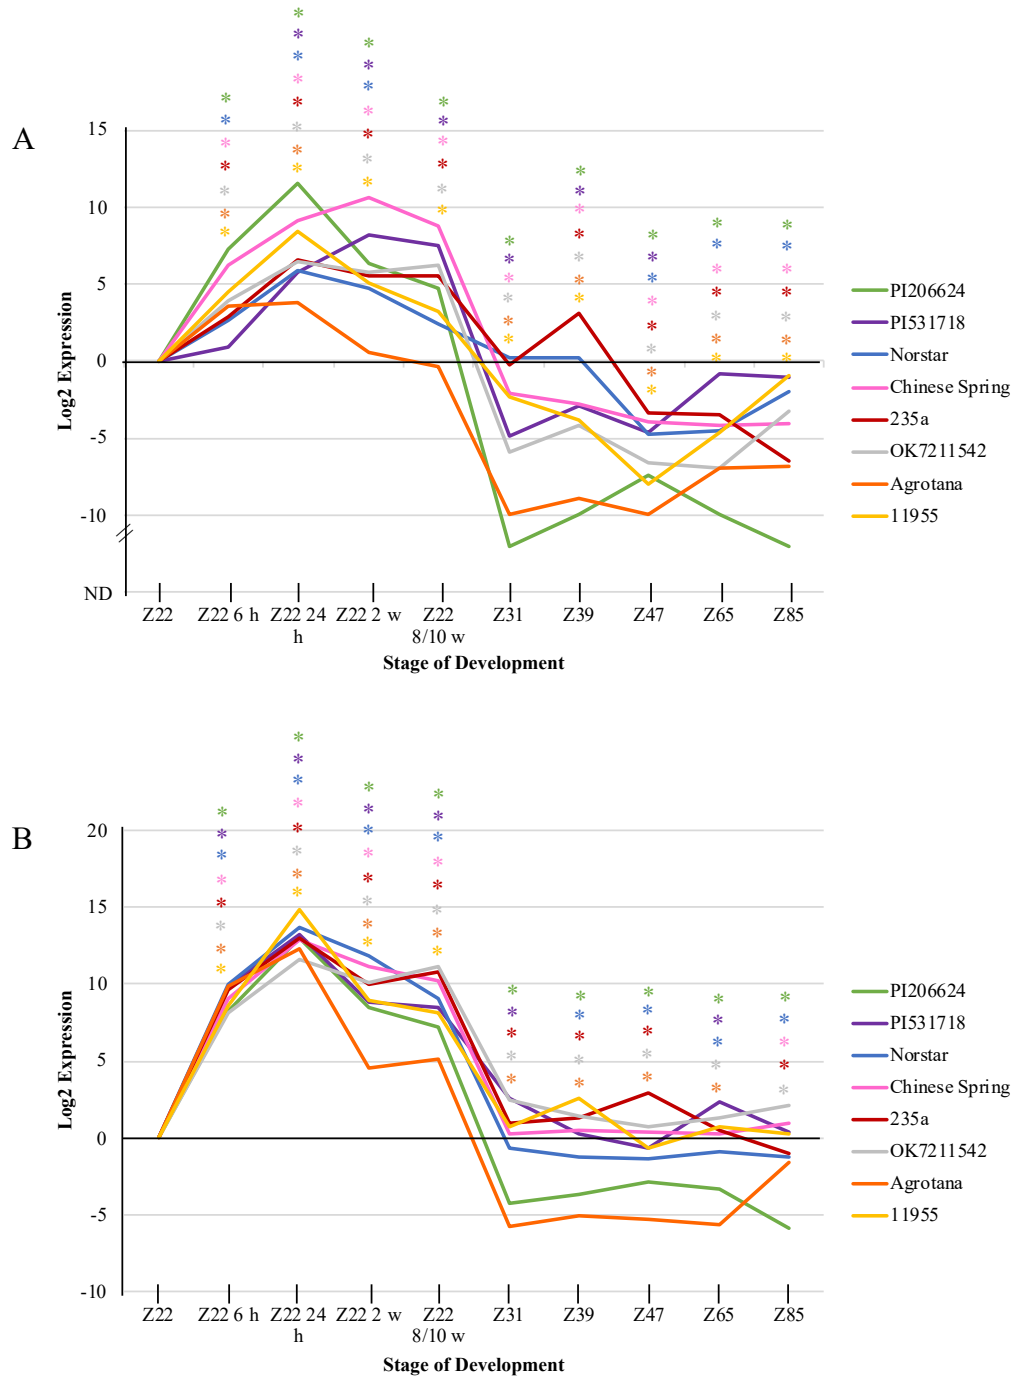 A
15
10
5
0
-5
-10
ND
Log2 Expression
* * * * * * *
* * * * * * * *
* * * * * * * *
* * * * * *
* * * * * *
* * * * * * *
* * * * * * * *
* * * * * * *
* * * * * * *
Z22 Z22 6 h Z22 24 Z22 2 w Z22 Z31 Z39 Z47 Z65 Z85
h 8/10 w
Stage of Development
PI206624
PI531718
Norstar
Chinese Spring
235a
OK7211542
Agrotana
11955
B
20
15
10
5
0
-5
-10
Log2 Expression
* * * * * * * *
* * * * * * * *
* * * * * * * *
* * * * * * * *
* * * * *
* * * * *
* * * * *
* * * * *
* * * * *
Z22 Z22 6 h Z22 24 Z22 2 w Z22 Z31 Z39 Z47 Z65 Z85
h 8/10 w
Stage of Development
PI206624
PI531718
Norstar
Chinese Spring
235a
OK7211542
Agrotana
11955